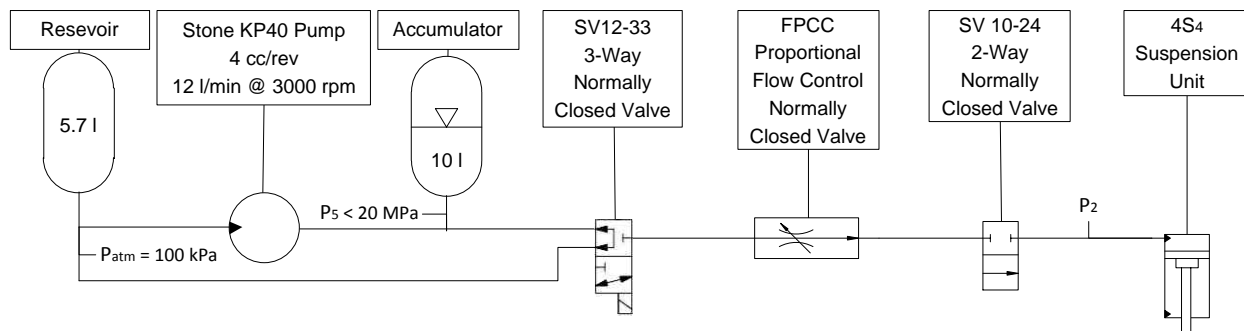 Resevoir
Stone KP40 Pump
4 cc/rev
12 l/min @ 3000 rpm
Accumulator
SV12-33
3-Way
Normally
Closed Valve
FPCC
Proportional
Flow Control
Normally
Closed Valve
SV 10-24
2-Way
Normally
Closed Valve
4S4
Suspension
Unit
5.7 l
10 l
P5 < 20 MPa
Patm = 100 kPa
P2